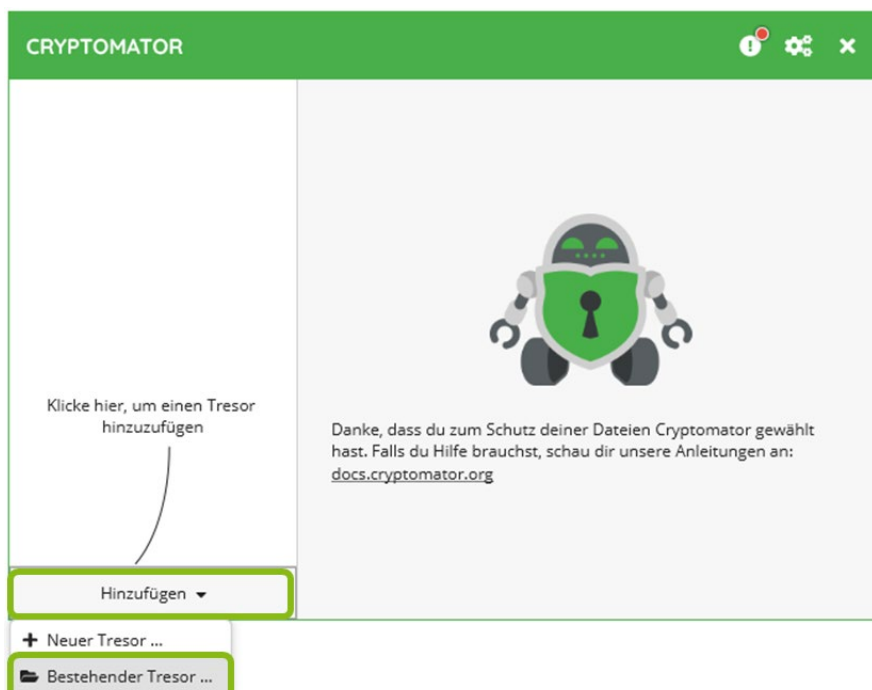 CRYPTOMATOR
Klicke hier, um einen Tresor
hinzuzufügen
Danke, dass du zum Schutz deiner Dateien Cryptomator gewählt
hast. Falls du Hilfe brauchst, schau dir unsere Anleitungen an:
docs.cryptomator.org
Hinzufügen
Neuer Tresor ...
Bestehender Tresor ...